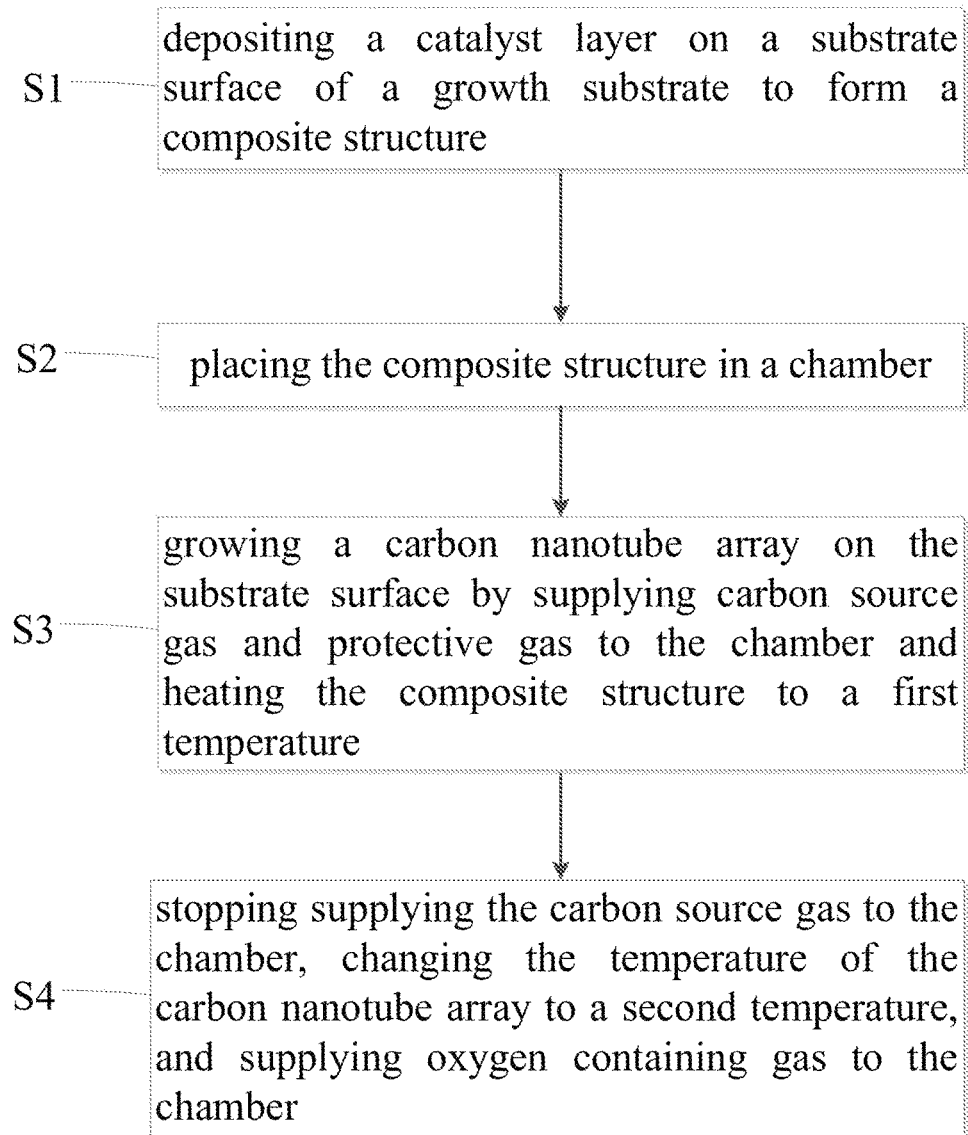 depositing a catalyst layer on a substrate
S1
surface of a growth substrate to form a
composite structure
S2
placing the composite structure in a chamber
growing a carbon nanotube array on the
substrate surface by supplying carbon source
S3
gas and protective gas to the chamber and
heating the composite structure to a first
temperature
stopping supplying the carbon source gas to the
chamber, changing the temperature of the
S4
carbon nanotube array to a second temperature,
and supplying oxygen containing gas to the
chamber